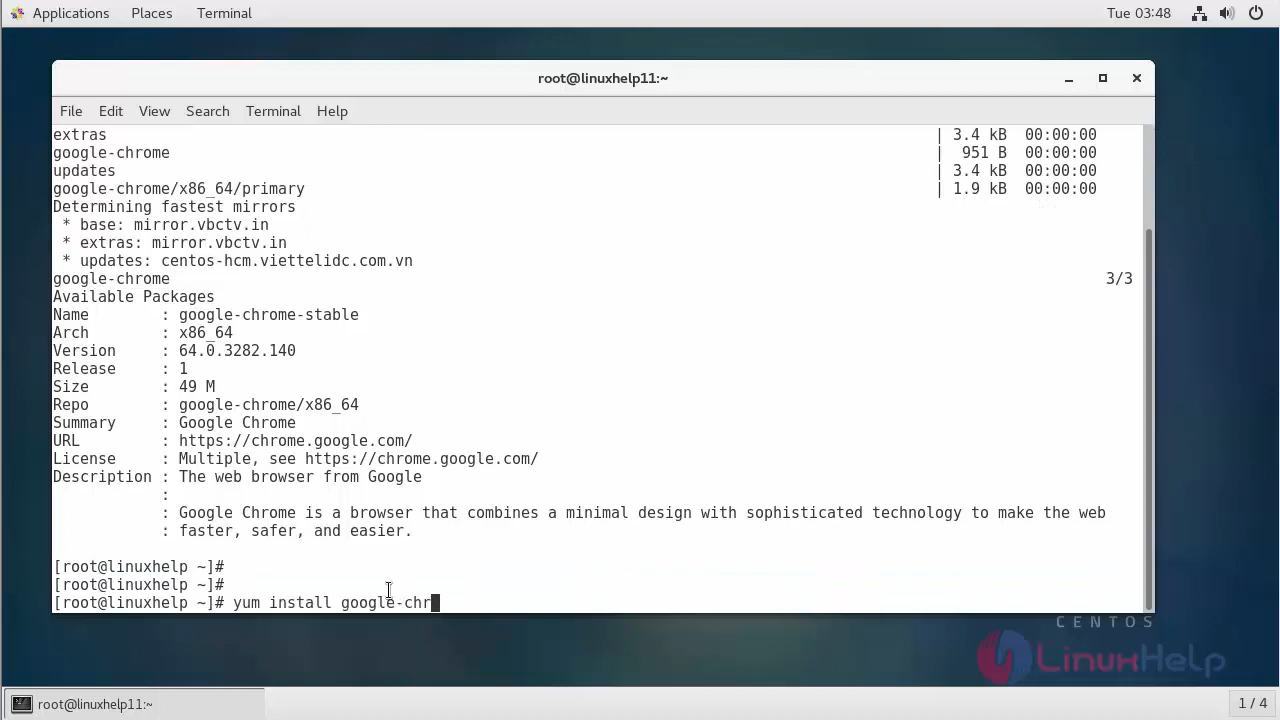 Applications Places Terminal Tue 03:48
root@linuxhelp11:~
File Edit View Search Terminal Help
extras | 3.4 kB 00:00:00
google-chrome | 951 B 00:00:00
updates | 3.4 kB 00:00:00
google-chrome/x86_64/primary | 1.9 kB 00:00:00
Determining fastest mirrors
* base: mirror.vbctv.in
* extras: mirror.vbctv.in
* updates: centos-hcm.viettelidc.com.vn
google-chrome 3/3
Available Packages
Name : google-chrome-stable
Arch : x86_64
Version : 64.0.3282.140
Release : 1
Size : 49 M
Repo : google-chrome/x86_64
Summary : Google Chrome
URL : https://chrome.google.com/
License : Multiple, see https://chrome.google.com/
Description : The web browser from Google
:
: Google Chrome is a browser that combines a minimal design with sophisticated technology to make the web
: faster, safer, and easier.
[root@linuxhelp ~]#
[root@linuxhelp ~]#
[root@linuxhelp ~]# yum install google-chr
CENTOS
LinuxHelp
root@linuxhelp11:~ 1 / 4